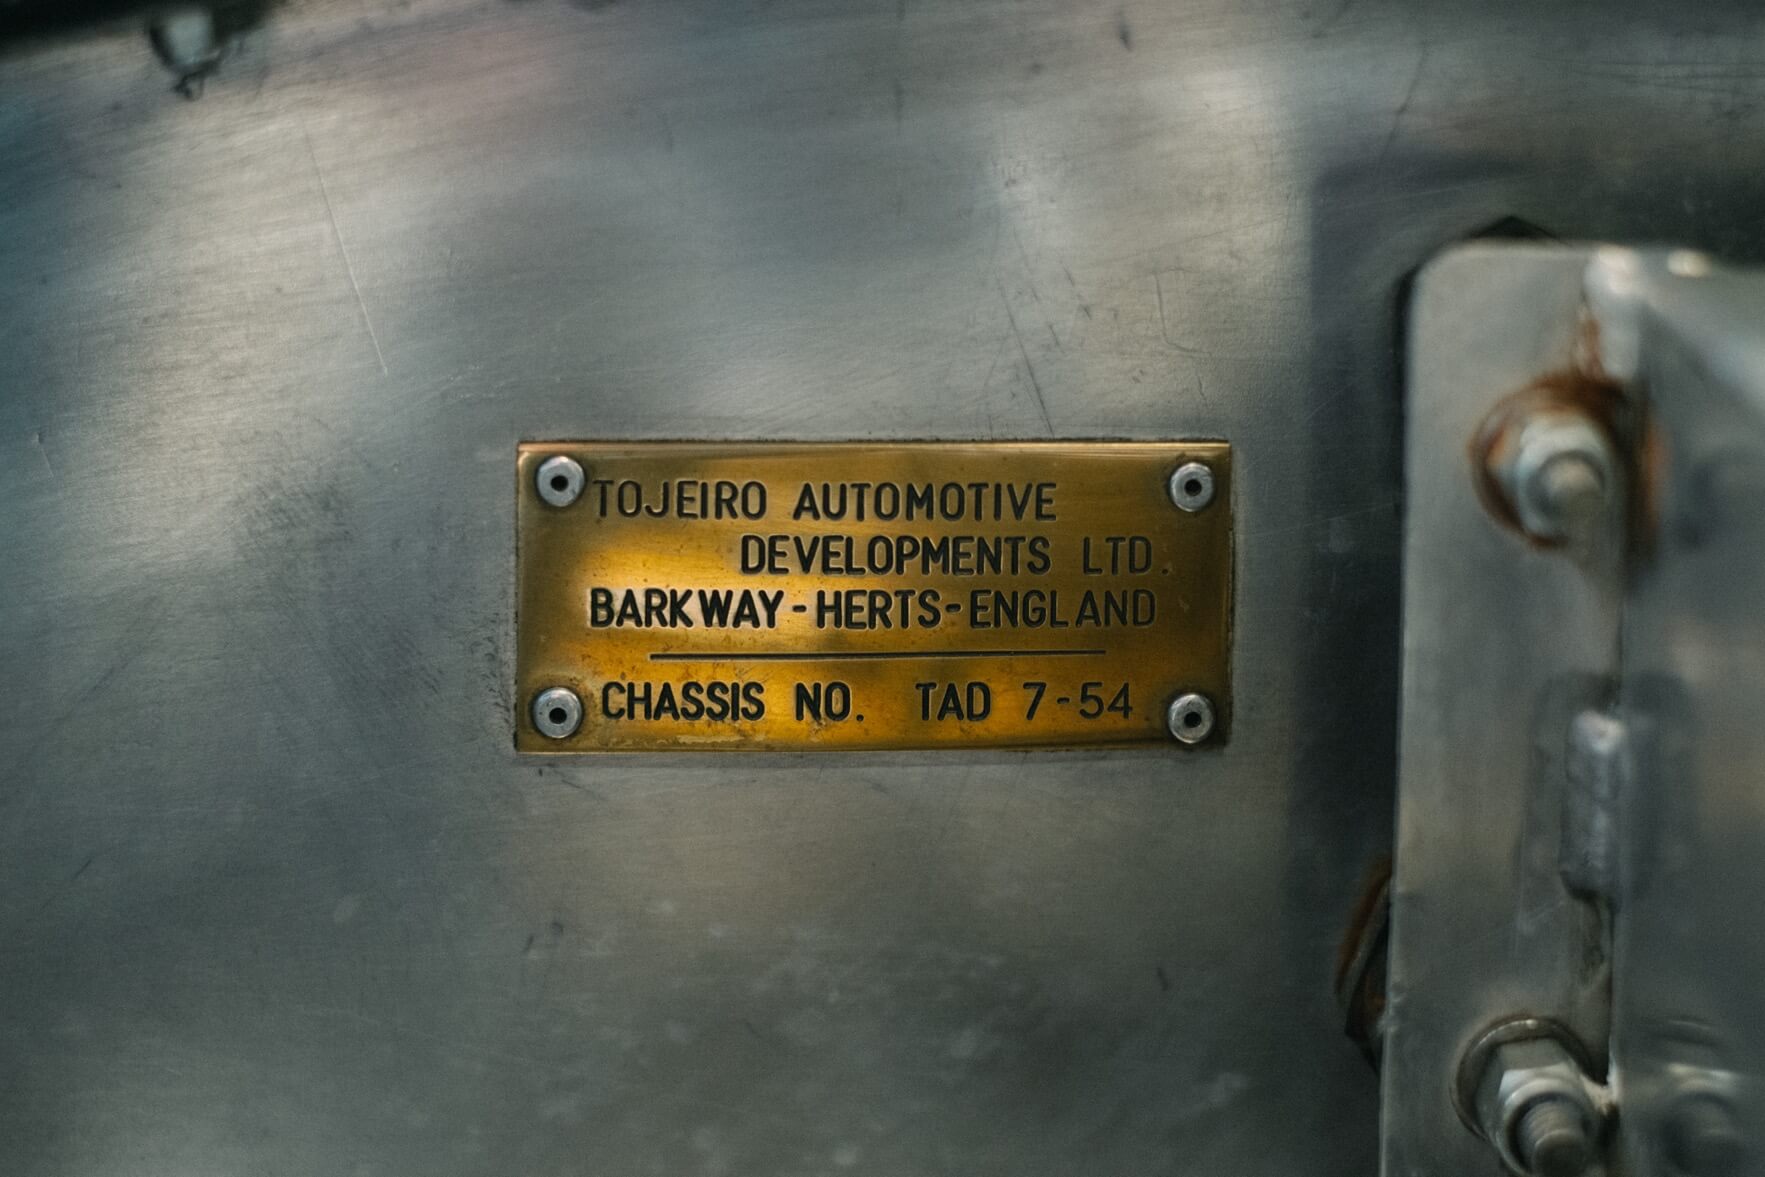 TOJEIRO AUTOMOTIVE
DEVELOPMENTS LTD.
BARKWAY-HERTS-ENGLAND
CHASSIS NO. TAD 7-54